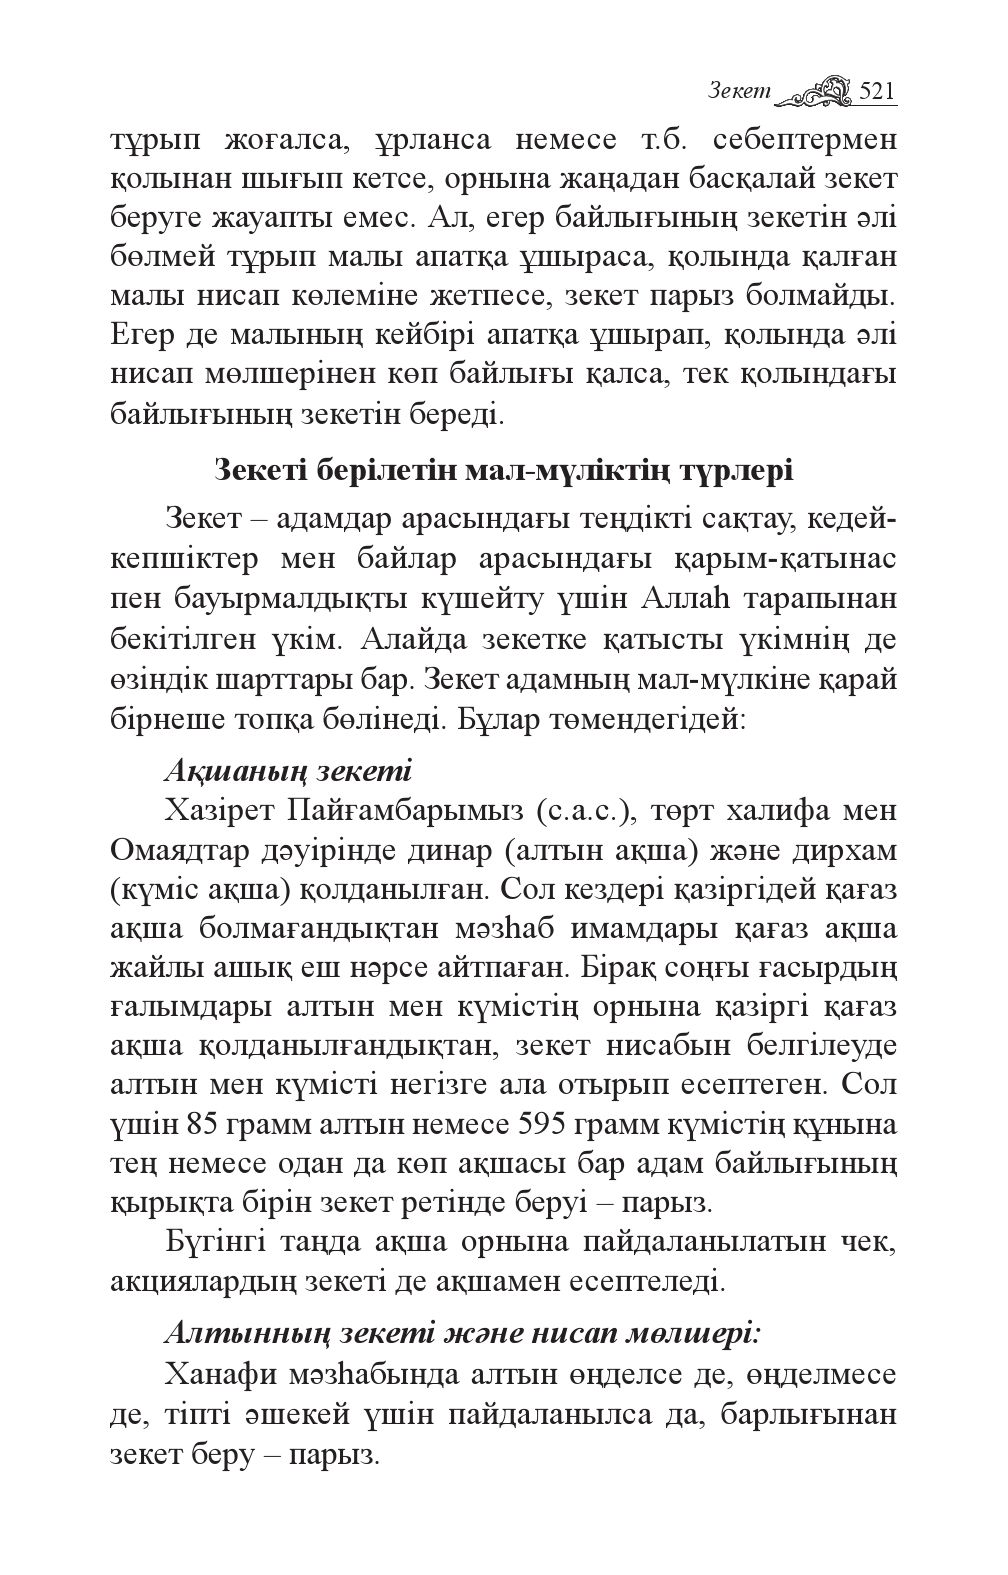 Зекет 521
тұрып жоғалса, ұрланса немесе т.б. себептермен
қолынан шығып кетсе, орнына жаңадан басқалай зекет
беруге жауапты емес. Ал, егер байлығының зекетін әлі
бөлмей тұрып малы апатқа ұшыраса, қолында қалған
малы нисап көлеміне жетпесе, зекет парыз болмайды.
Егер де малының кейбірі апатқа ұшырап, қолында әлі
нисап мөлшерінен көп байлығы қалса, тек қолындағы
байлығының зекетін береді.
Зекеті берілетін мал-мүліктің түрлері
Зекет – адамдар арасындағы теңдікті сақтау, кедей-
кепшіктер мен байлар арасындағы қарым-қатынас
пен бауырмалдықты күшейту үшін Аллаһ тарапынан
бекітілген үкім. Алайда зекетке қатысты үкімнің де
өзіндік шарттары бар. Зекет адамның мал-мүлкіне қарай
бірнеше топқа бөлінеді. Бұлар төмендегідей:
Ақшаның зекеті
Хазірет Пайғамбарымыз (с.а.с.), төрт халифа мен
Омаядтар дәуірінде динар (алтын ақша) және дирхам
(күміс ақша) қолданылған. Сол кездері қазіргідей қағаз
ақша болмағандықтан мәзһаб имамдары қағаз ақша
жайлы ашық еш нәрсе айтпаған. Бірақ соңғы ғасырдың
ғалымдары алтын мен күмістің орнына қазіргі қағаз
ақша қолданылғандықтан, зекет нисабын белгілеуде
алтын мен күмісті негізге ала отырып есептеген. Сол
үшін 85 грамм алтын немесе 595 грамм күмістің құнына
тең немесе одан да көп ақшасы бар адам байлығының
қырықта бірін зекет ретінде беруі – парыз.
Бүгінгі таңда ақша орнына пайдаланылатын чек,
акциялардың зекеті де ақшамен есептеледі.
Алтынның зекеті және нисап мөлшері:
Ханафи мәзһабында алтын өңделсе де, өңделмесе
де, тіпті әшекей үшін пайдаланылса да, барлығынан
зекет беру – парыз.